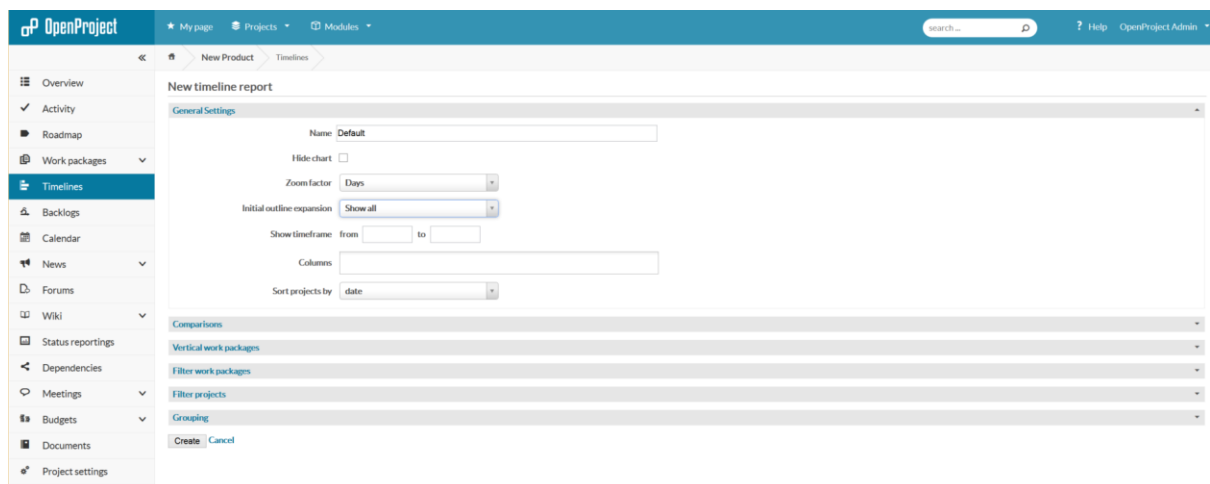 OpenProject
My page Projects Modules
search ...
? Help OpenProject Admin
New Product Timelines
Overview
Activity
Roadmap
Work packages
Timelines
Backlogs
Calendar
News
Forums
Wiki
Status reportings
Dependencies
Meetings
Budgets
Documents
Project settings
New timeline report
General Settings
Name Default
Hide chart
Zoom factor Days
Initial outline expansion Show all
Show timeframe from to
Columns
Sort projects by date
Comparisons
Vertical work packages
Filter work packages
Filter projects
Grouping
Create Cancel